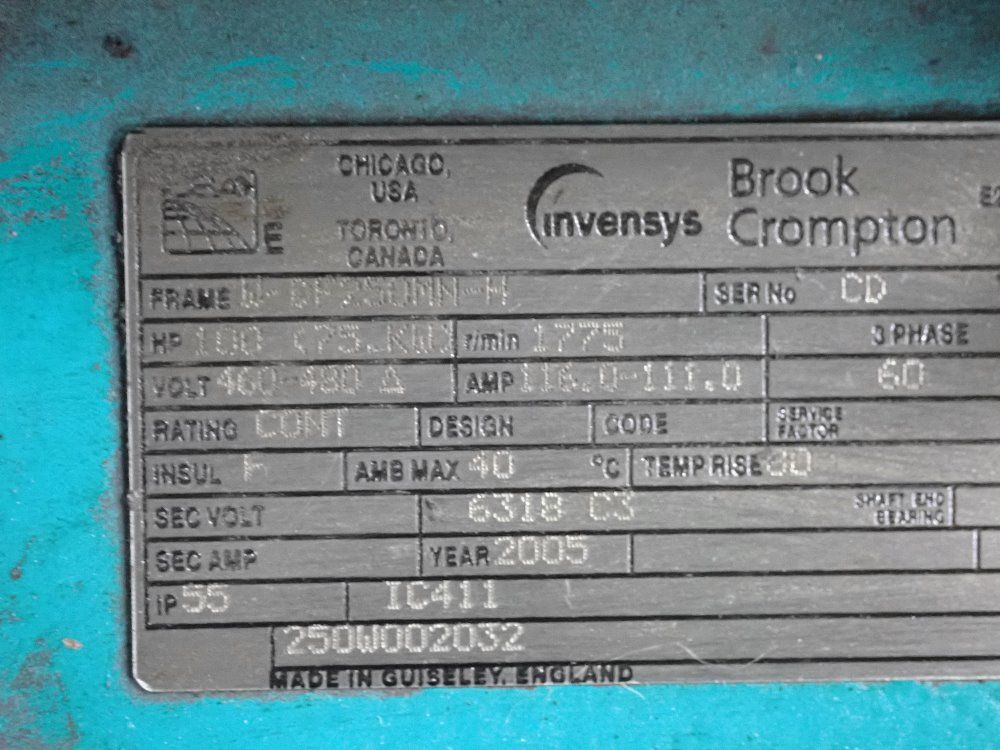 CHICAGO,
USA
TORONTO,
CANADA
invensys
Brook
Crompton
FRAME W-DF250MN-M SER No CD
HP 100 (75.KW) r/min 1775 3 PHASE
VOLT 460-480 Δ AMP 116.0-111.0 60
RATING CONT DESIGN CODE SERVICE FACTOR
INSUL F AMB MAX 40 °C TEMP RISE 80
SEC VOLT 6318 C3 SHAFT END BEARING
SEC AMP YEAR 2005
IP 55 IC411
250W002032
MADE IN GUISELEY, ENGLAND